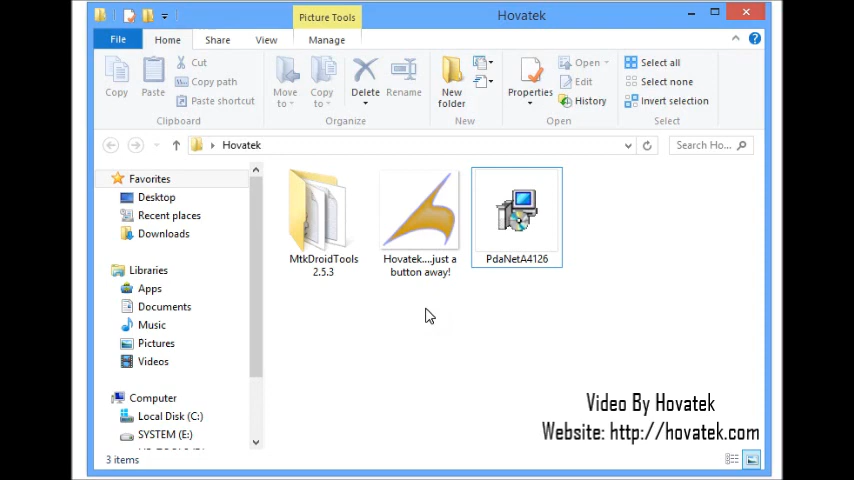 Picture Tools
Hovatek
File
Home
Share
View
Manage
Copy
Paste
Cut
Copy path
Paste shortcut
Clipboard
Move to
Copy to
Delete
Rename
Organize
New folder
New
Properties
Open
Edit
History
Open
Select all
Select none
Invert selection
Select
Hovatek
Search Ho...
Favorites
Desktop
Recent places
Downloads
Libraries
Apps
Documents
Music
Pictures
Videos
Computer
Local Disk (C:)
SYSTEM (E:)
MtkDroidTools
2.5.3
Hovatek....just a
button away!
PdaNetA4126
Video By Hovatek
Website: http://hovatek.com
3 items